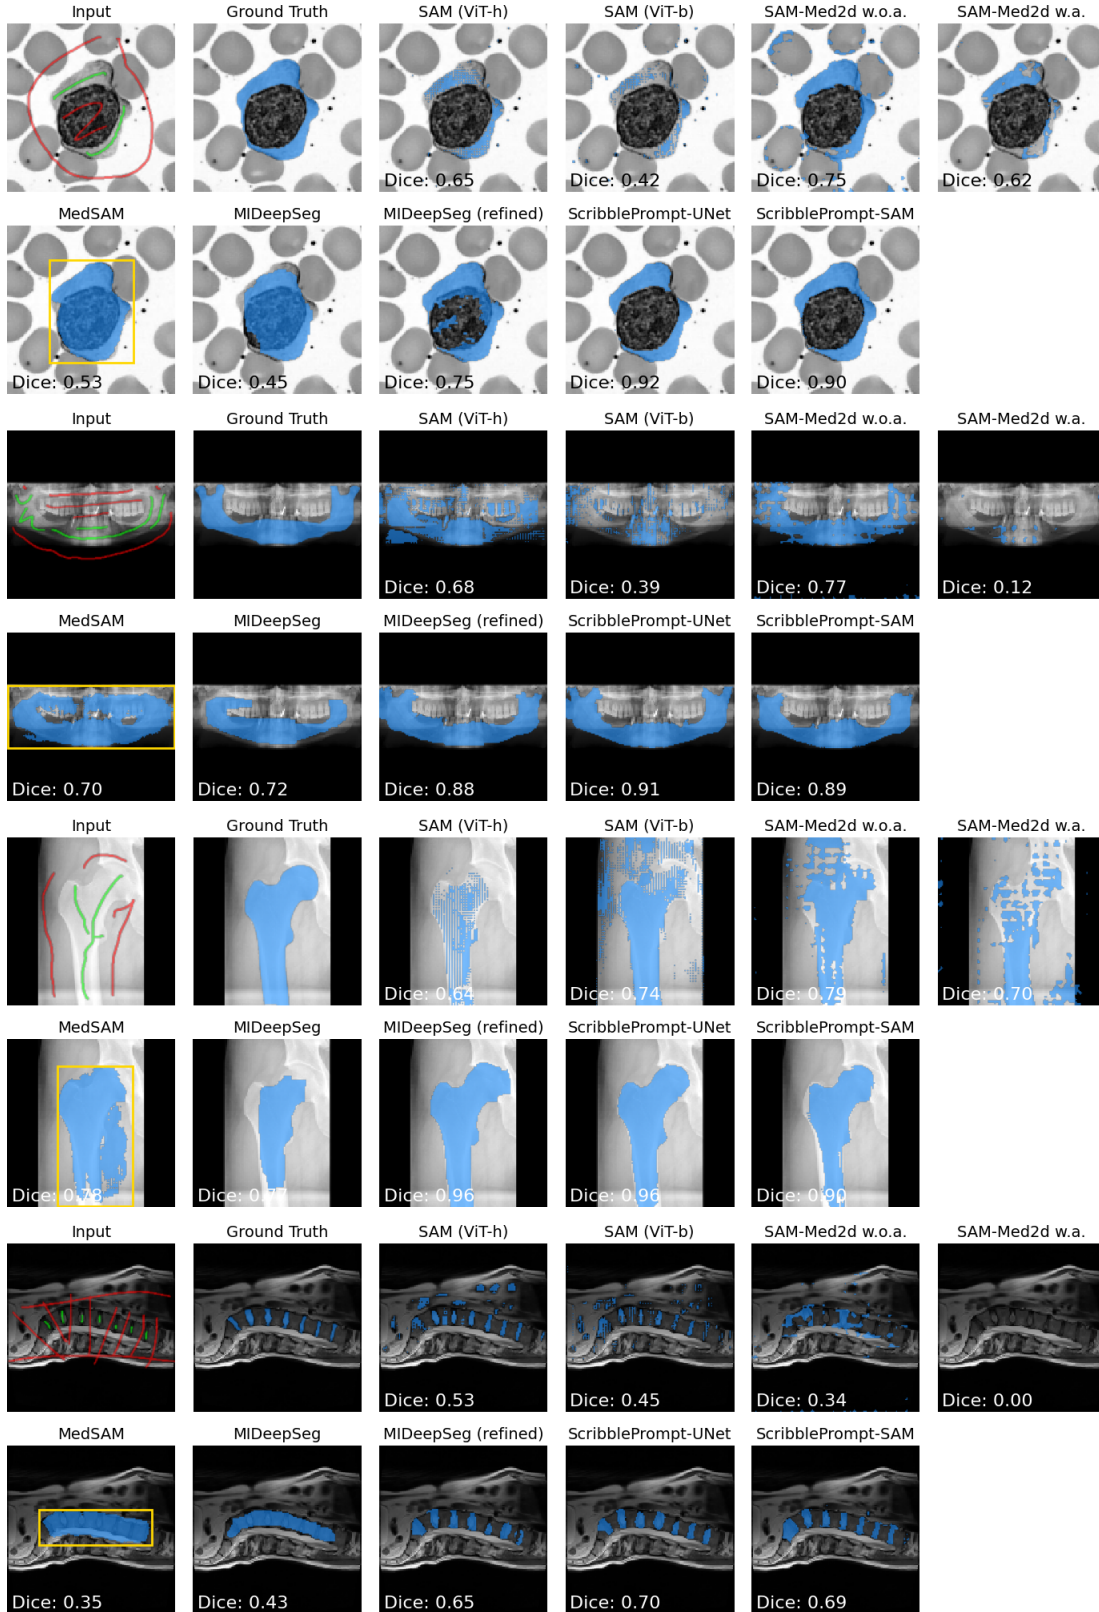 Input Ground Truth SAM (ViT-h) SAM (ViT-b) SAM-Med2d w.o.a. SAM-Med2d w.a.
Dice: 0.65 Dice: 0.42 Dice: 0.75 Dice: 0.62
MedSAM MIDeepSeg MIDeepSeg (refined) ScribblePrompt-UNet ScribblePrompt-SAM
Dice: 0.53 Dice: 0.45 Dice: 0.75 Dice: 0.92 Dice: 0.90
Input Ground Truth SAM (ViT-h) SAM (ViT-b) SAM-Med2d w.o.a. SAM-Med2d w.a.
Dice: 0.68 Dice: 0.39 Dice: 0.77 Dice: 0.12
MedSAM MIDeepSeg MIDeepSeg (refined) ScribblePrompt-UNet ScribblePrompt-SAM
Dice: 0.70 Dice: 0.72 Dice: 0.88 Dice: 0.91 Dice: 0.89
Input Ground Truth SAM (ViT-h) SAM (ViT-b) SAM-Med2d w.o.a. SAM-Med2d w.a.
Dice: 0.64 Dice: 0.74 Dice: 0.79 Dice: 0.70
MedSAM MIDeepSeg MIDeepSeg (refined) ScribblePrompt-UNet ScribblePrompt-SAM
Dice: 0.78 Dice: Dice: 0.96 Dice: 0.96 Dice: 0.90
Input Ground Truth SAM (ViT-h) SAM (ViT-b) SAM-Med2d w.o.a. SAM-Med2d w.a.
Dice: 0.53 Dice: 0.45 Dice: 0.34 Dice: 0.00
MedSAM MIDeepSeg MIDeepSeg (refined) ScribblePrompt-UNet ScribblePrompt-SAM
Dice: 0.35 Dice: 0.43 Dice: 0.65 Dice: 0.70 Dice: 0.69